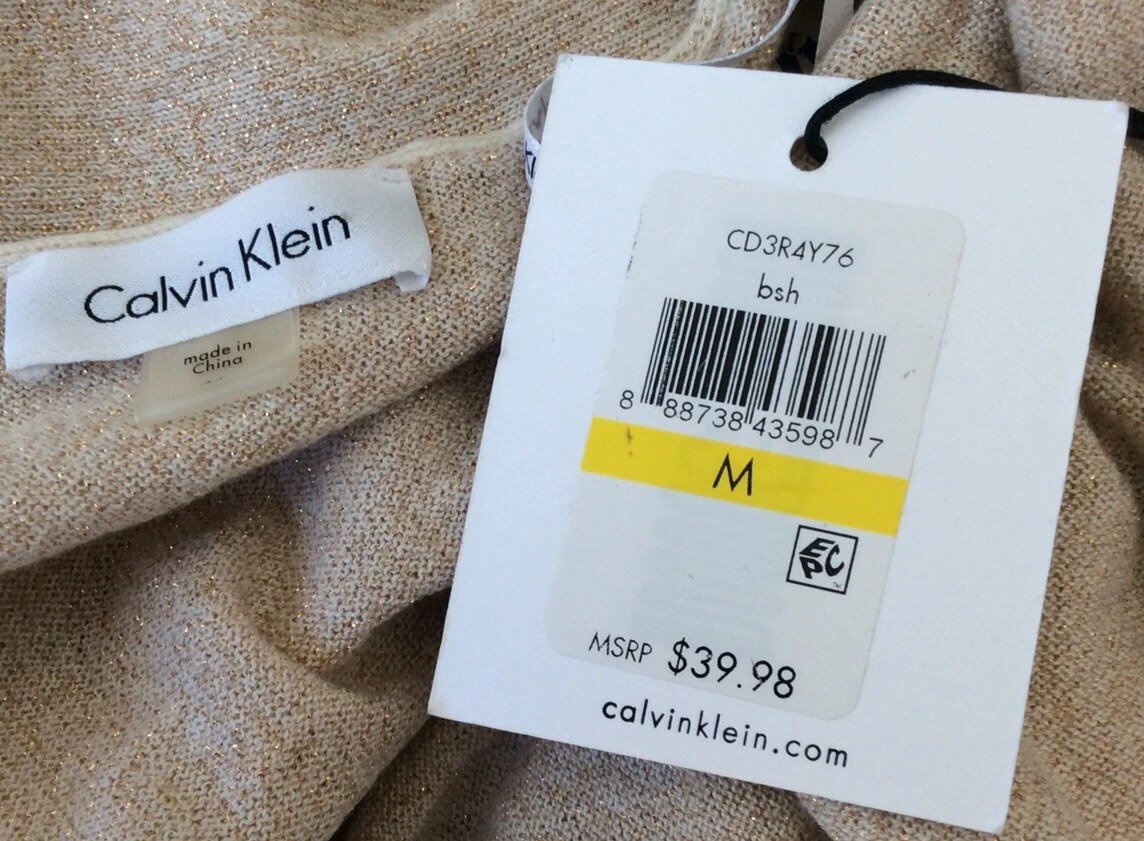 Calvin Klein
made in
China
CD3R4Y76
bsh
8 88738 43598 7
M
EPC
MSRP $39.98
calvinklein.com